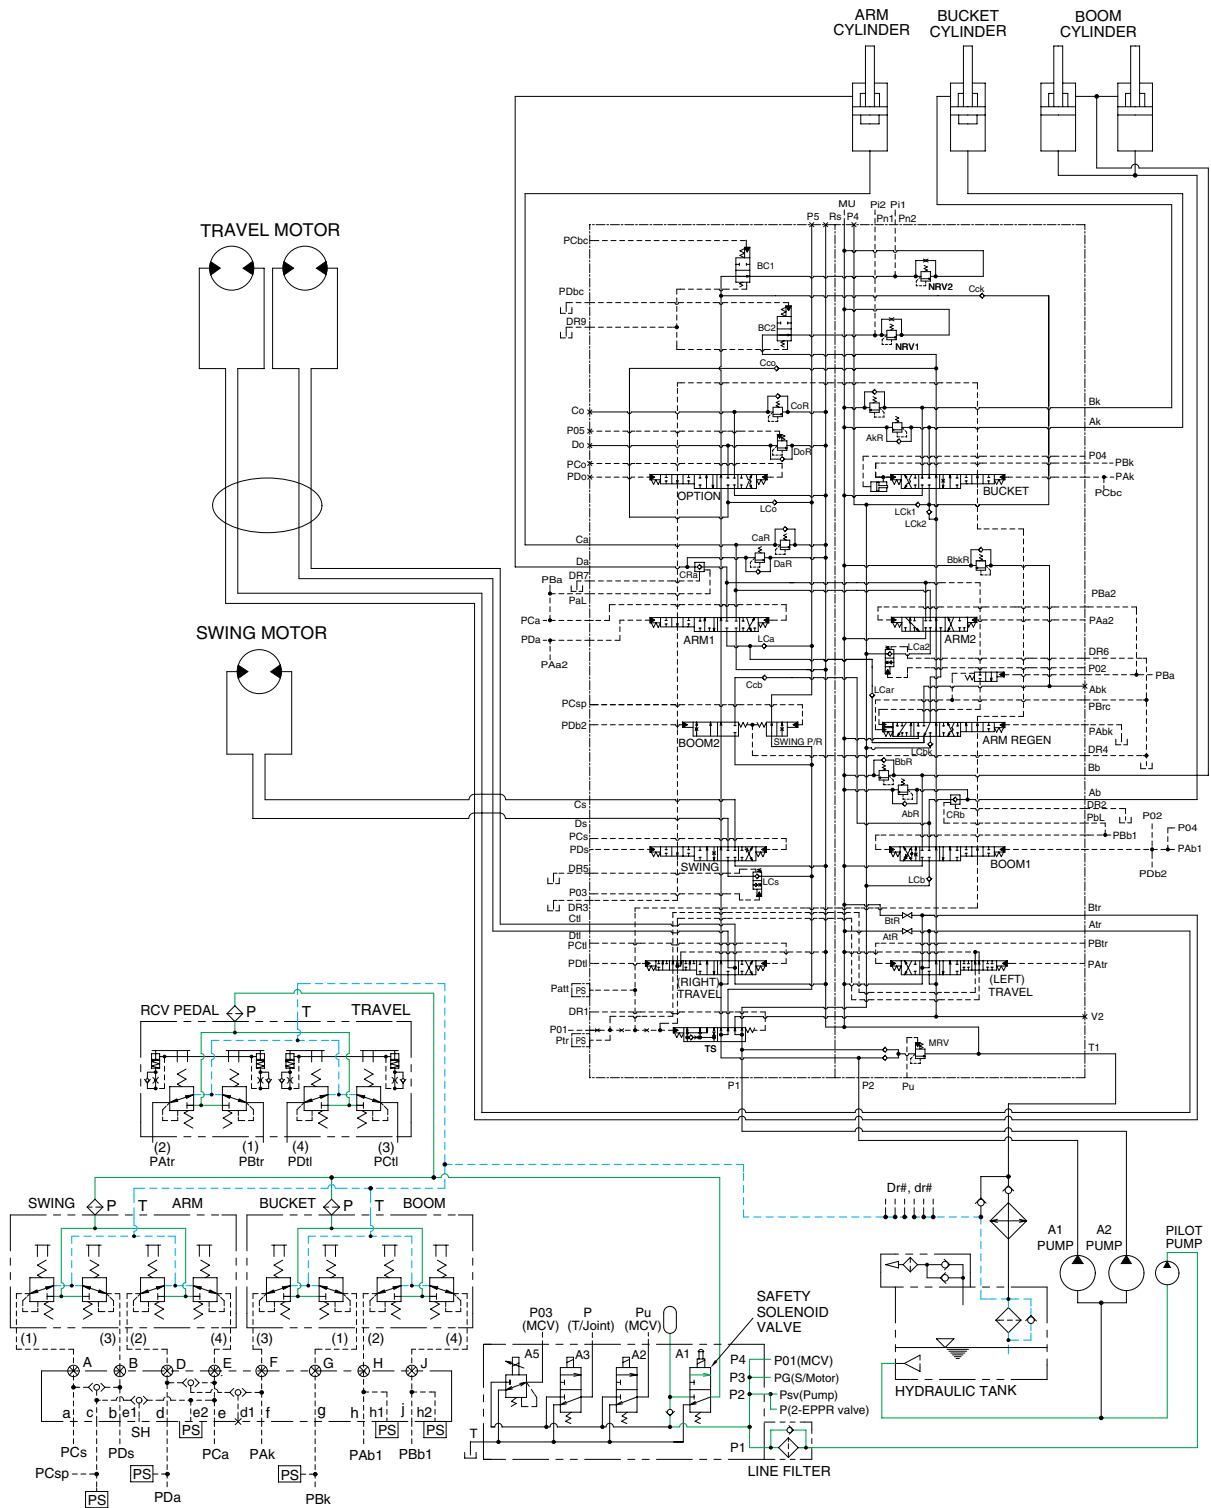 ARM CYLINDER
BUCKET CYLINDER
BOOM CYLINDER
TRAVEL MOTOR
SWING MOTOR
P5
Rs
MU
P4
Pi2
Pi1
Pn1
Pn2
PCbc
BC1
NRV2
Cck
PDbc
DR9
BC2
NRV1
Cco
Co
CoR
P05
Do
DoR
PCo
PDo
OPTION
LCo
Bk
Ak
AkR
P04
PBk
PAk
PCbc
BUCKET
LCk1
LCk2
Ca
CaR
Da
DaR
CRa
DR7
PBa
PaL
PCa
PDa
PAa2
ARM1
LCa
BbkR
PBa2
PAa2
ARM2
LCa2
DR6
P02
PBa
Abk
LCar
PBrc
PAbk
ARM REGEN
LCbk
DR4
Ccb
PCsp
PDb2
BOOM2
SWING P/R
BbR
Bb
AbR
Ab
CRb
DR2
PbL
P02
PBb1
P04
PAb1
PDb2
BOOM1
LCb
Cs
Ds
PCs
PDs
SWING
DR5
LCs
P03
DR3
Ctl
Dtl
PCtl
PDtl
(RIGHT)
TRAVEL
BtR
AtR
Btr
Atr
PBtr
PAtr
(LEFT)
TRAVEL
Patt
PS
DR1
P01
Ptr
PS
TS
V2
MRV
T1
P1
P2
Pu
RCV PEDAL
P
T
TRAVEL
(2)
(1)
(4)
(3)
PAtr
PBtr
PDtl
PCtl
SWING
P
T
ARM
BUCKET
P
T
BOOM
(1)
(3)
(2)
(4)
(3)
(1)
(2)
(4)
A
B
D
E
F
G
H
J
a
c
b
e1
d
e2
e
d1
f
g
h
h1
j
h2
SH
PS
PS
PCs
PDs
PCa
PAk
PAb1
PBb1
PCsp
PS
PS
PS
PDa
PBk
P03
(MCV)
P
(T/Joint)
Pu
(MCV)
SAFETY
SOLENOID
VALVE
A5
A3
A2
A1
P4
P01(MCV)
P3
PG(S/Motor)
P2
Psv(Pump)
P(2-EPPR valve)
T
P1
LINE FILTER
Dr#, dr#
A1
PUMP
A2
PUMP
PILOT
PUMP
HYDRAULIC TANK